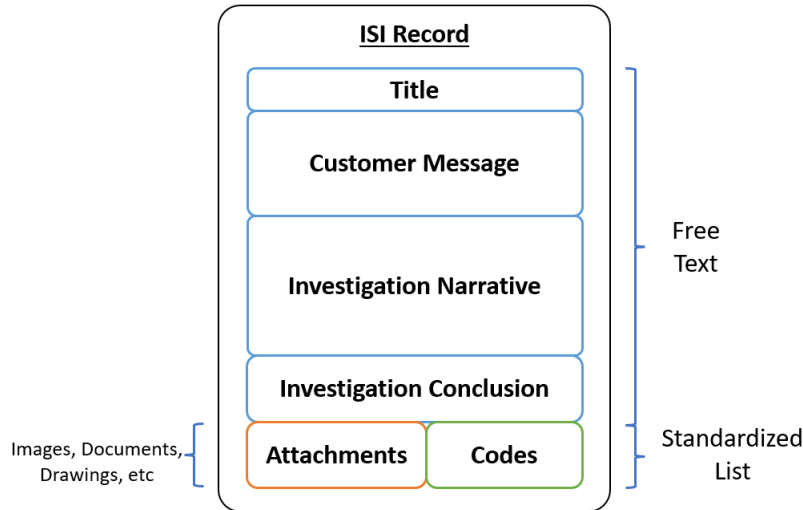 ISI Record
Title
Customer Message
Investigation Narrative
Investigation Conclusion
Attachments
Codes
Free
Text
Images, Documents,
Drawings, etc
Standardized
List